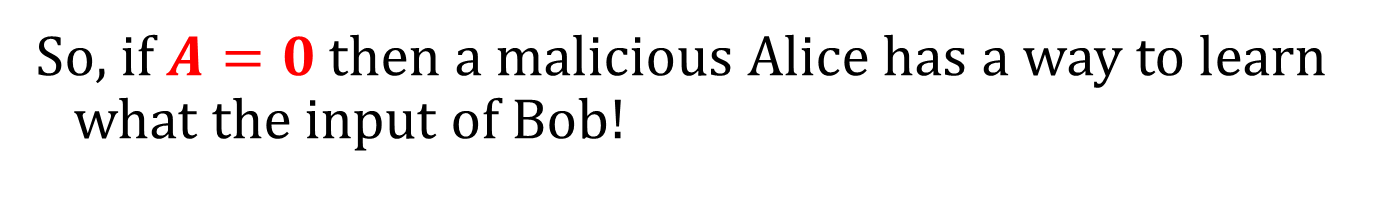 So, if A = 0 then a malicious Alice has a way to learn
what the input of Bob!